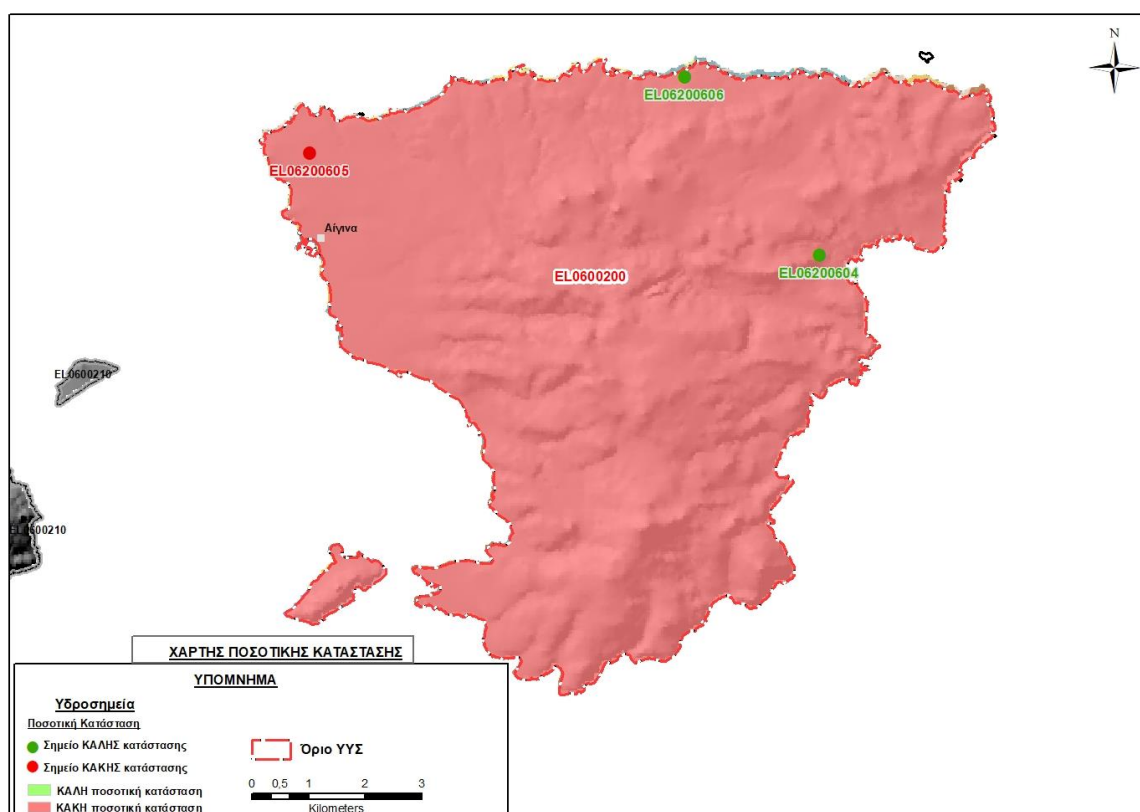 N
EL06200606
EL06200605
Αίγινα
EL06200604
EL0600200
EL0600210
EL0600210
ΧΑΡΤΗΣ ΠΟΣΟΤΙΚΗΣ ΚΑΤΑΣΤΑΣΗΣ
ΥΠΟΜΝΗΜΑ
Υδροσημεία
Ποσοτική Κατάσταση
Σημείο ΚΑΛΗΣ κατάστασης
Σημείο ΚΑΚΗΣ κατάστασης
ΚΑΛΗ ποσοτική κατάσταση
ΚΑΚΗ ποσοτική κατάσταση
Όριο ΥΥΣ
0 0,5 1 2 3
Kilometers